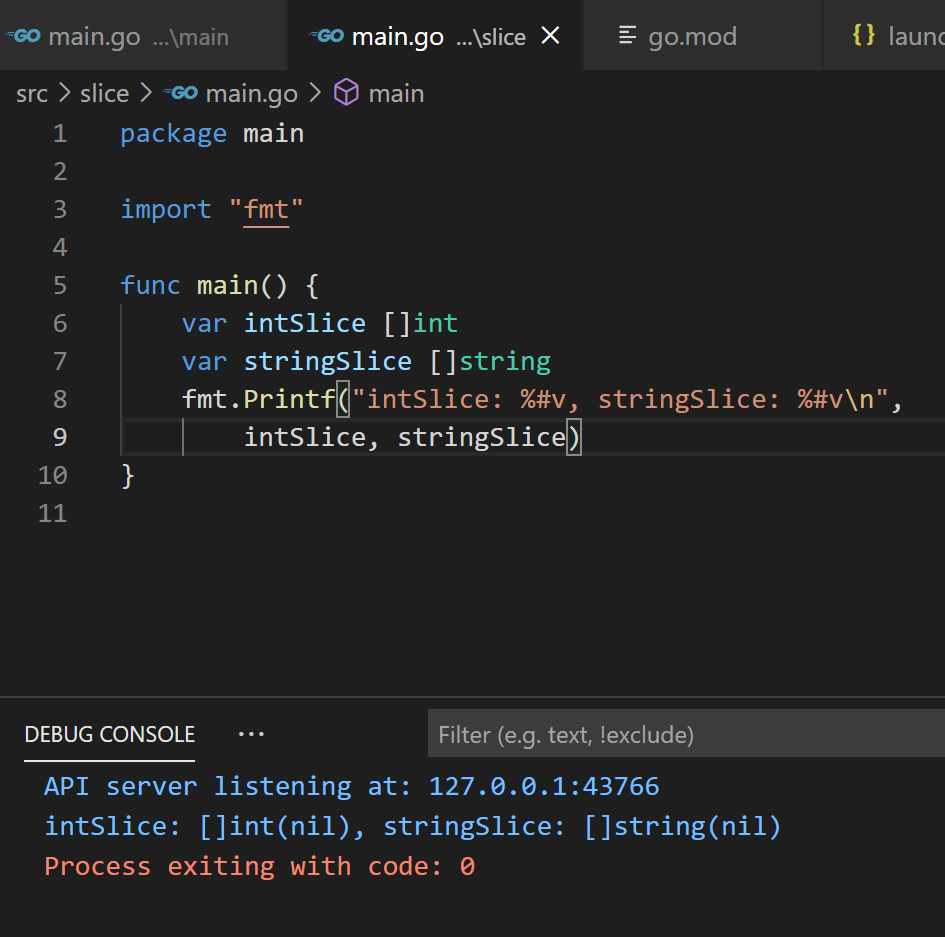 GO main.go ...\main GO main.go ...\slice go.mod {} launc
src > slice > GO main.go > main
1 package main
2
3 import "fmt"
4
5 func main() {
6 var intSlice []int
7 var stringSlice []string
8 fmt.Printf("intSlice: %#v, stringSlice: %#v\n",
9 intSlice, stringSlice)
10 }
11
DEBUG CONSOLE ... Filter (e.g. text, !exclude)
API server listening at: 127.0.0.1:43766
intSlice: []int(nil), stringSlice: []string(nil)
Process exiting with code: 0